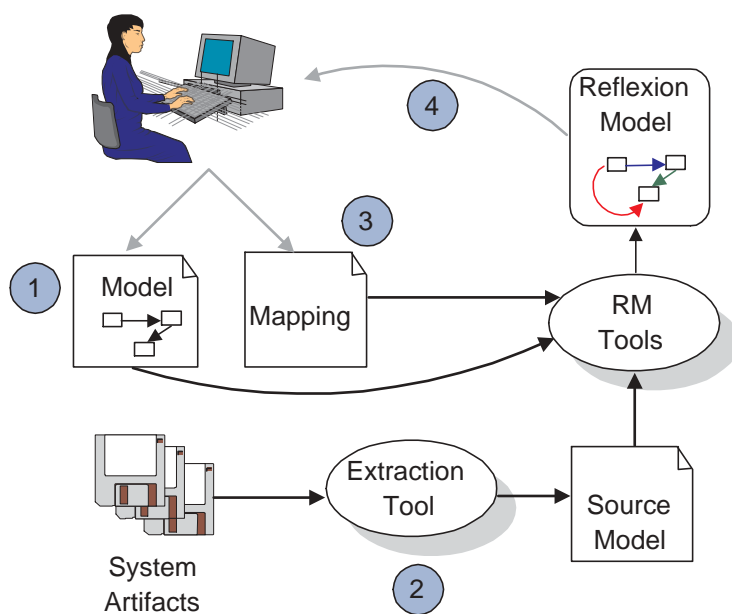 4
Reflexion
Model
3
1
Model
Mapping
RM
Tools
Extraction
Tool
Source
Model
System
Artifacts
2